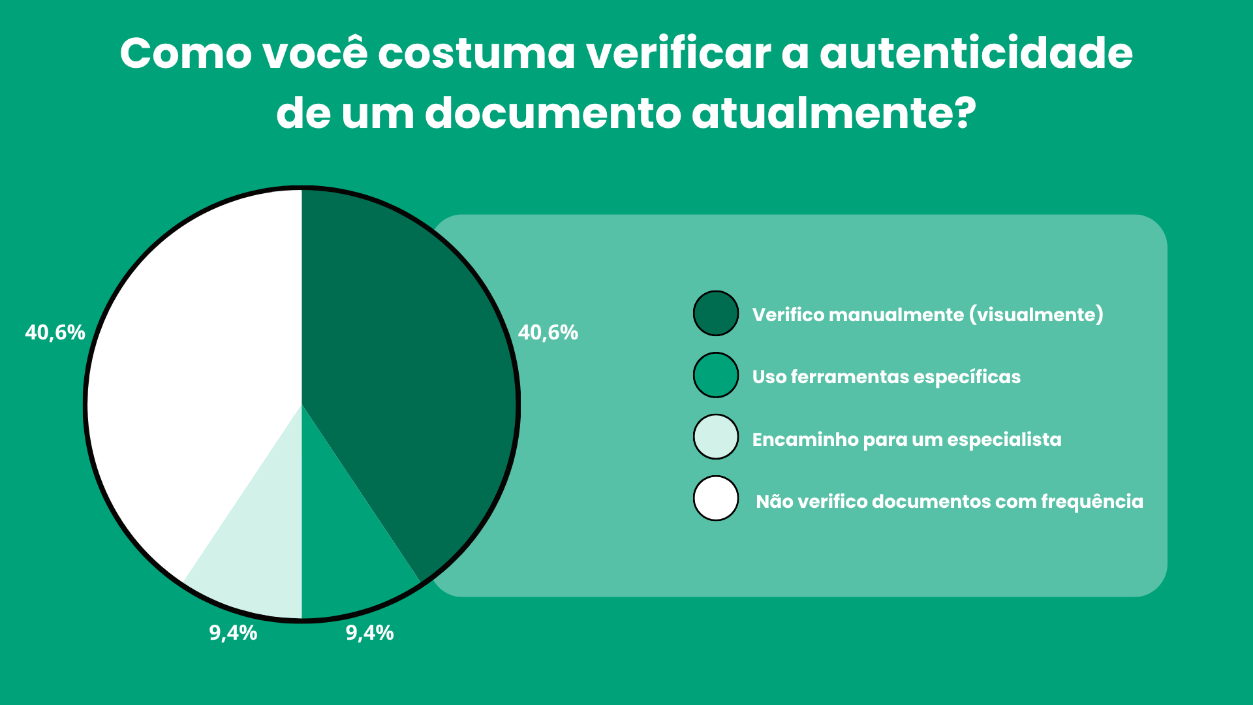 Como você costuma verificar a autenticidade
de um documento atualmente?
40,6%
40,6%
Verifico manualmente (visualmente)
Uso ferramentas específicas
Encaminho para um especialista
Não verifico documentos com frequência
9,4%
9,4%